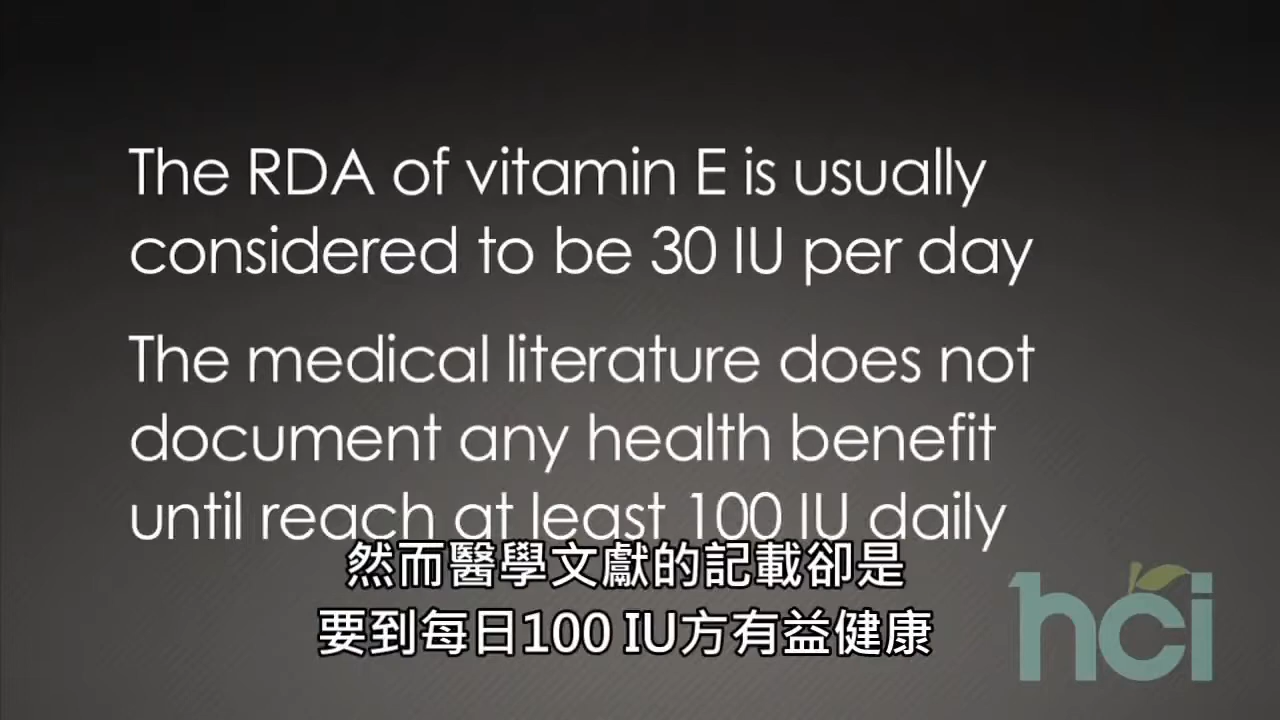 The RDA of vitamin E is usually
considered to be 30 IU per day
The medical literature does not
document any health benefit
until reach at least 100 IU daily
然而醫學文獻的記載卻是
要到每日100 IU方有益健康
hci